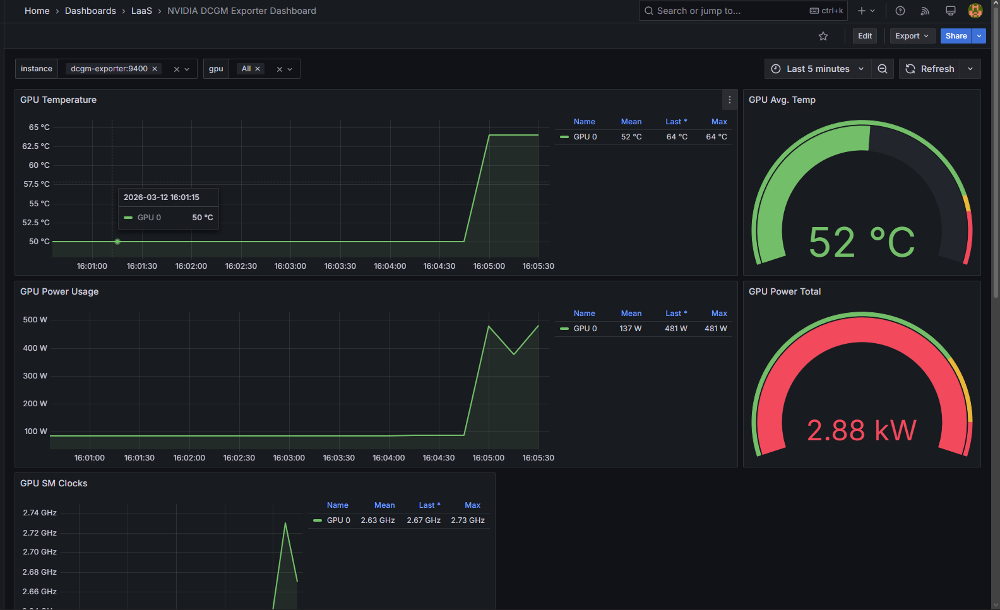 Home › Dashboards › LaaS › NVIDIA DCGM Exporter Dashboard
Search or jump to... ctrl+k
Edit Export Share
instance dcgm-exporter:9400 gpu All
Last 5 minutes Refresh
GPU Temperature
65 °C
62.5 °C
60 °C
57.5 °C
55 °C
52.5 °C
50 °C
16:01:00 16:01:30 16:02:00 16:02:30 16:03:00 16:03:30 16:04:00 16:04:30 16:05:00 16:05:30
2026-03-12 16:01:15
GPU 0 50 °C
Name Mean Last * Max
GPU 0 52 °C 64 °C 64 °C
GPU Avg. Temp
52 °C
GPU Power Usage
500 W
400 W
300 W
200 W
100 W
16:01:00 16:01:30 16:02:00 16:02:30 16:03:00 16:03:30 16:04:00 16:04:30 16:05:00 16:05:30
Name Mean Last * Max
GPU 0 137 W 481 W 481 W
GPU Power Total
2.88 kW
GPU SM Clocks
2.74 GHz
2.72 GHz
2.70 GHz
2.68 GHz
2.66 GHz
Name Mean Last * Max
GPU 0 2.63 GHz 2.67 GHz 2.73 GHz